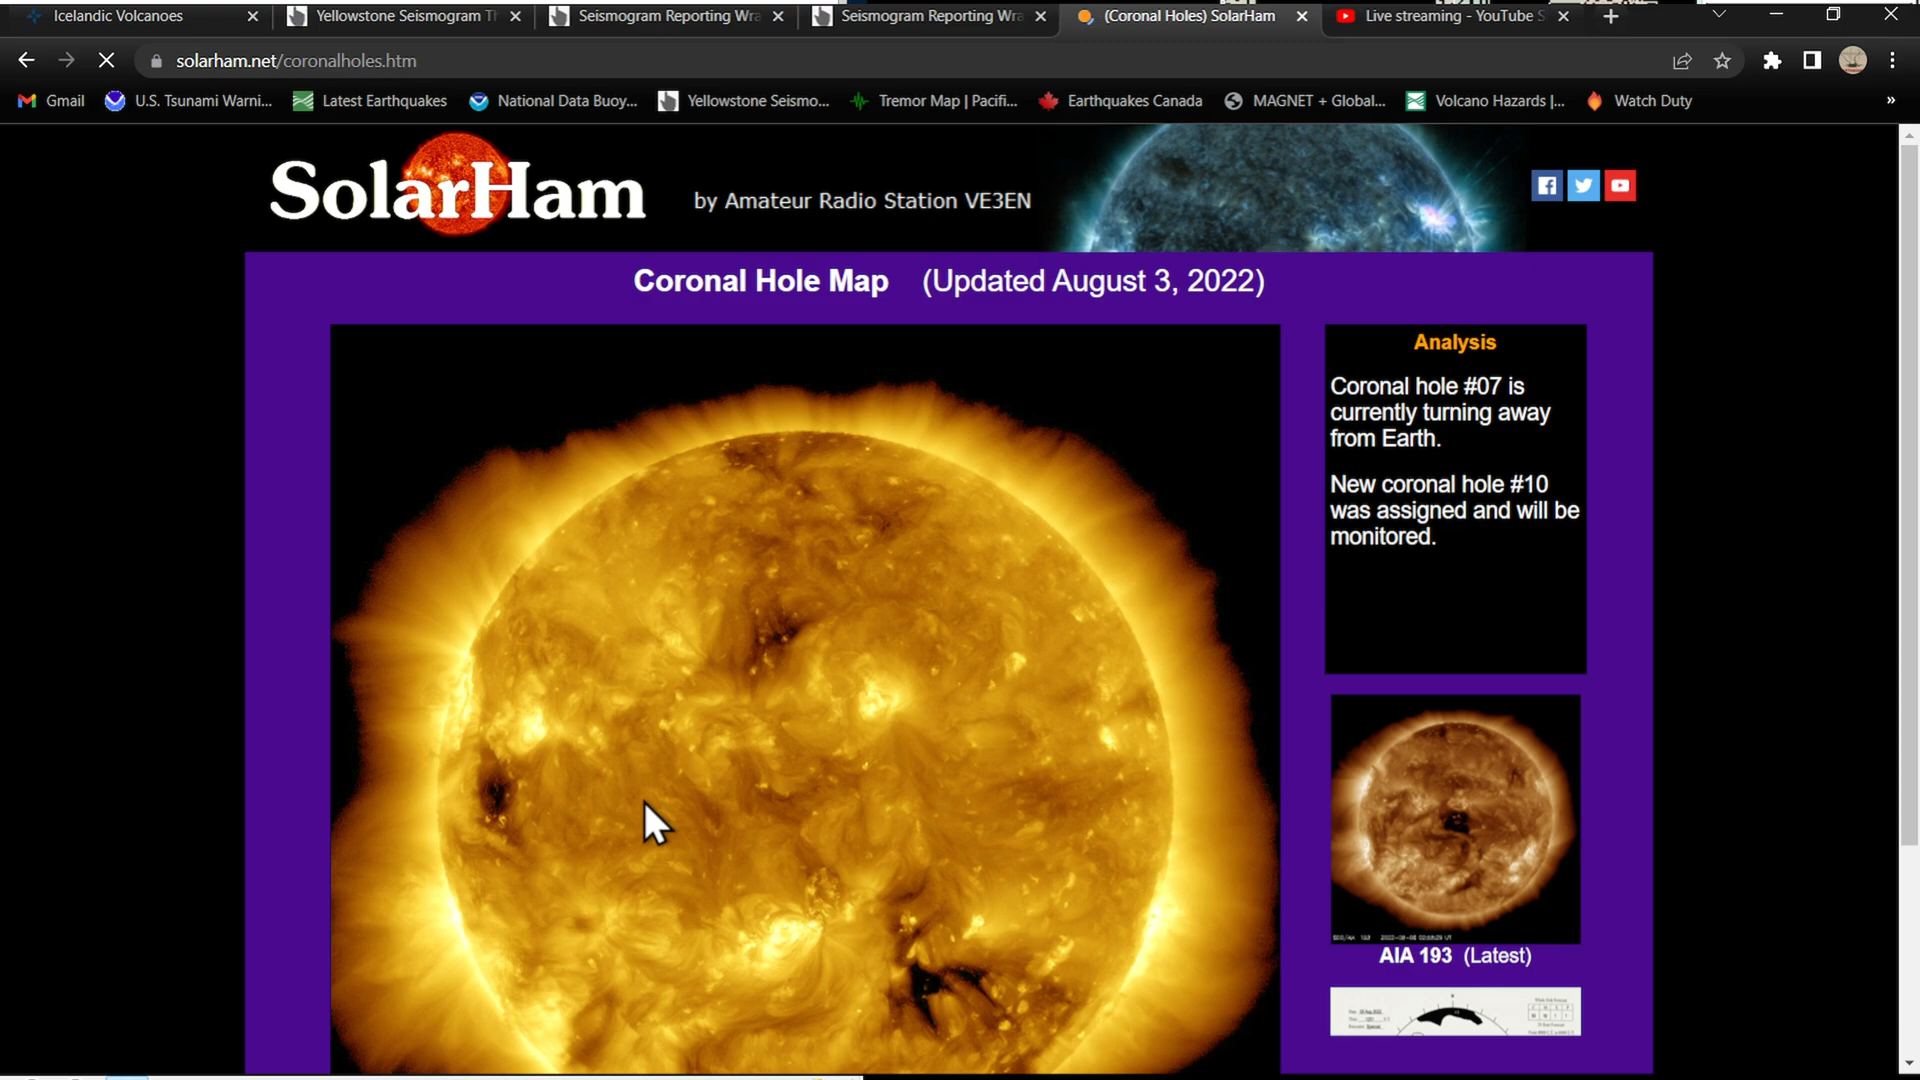 Icelandic Volcanoes
Yellowstone Seismogram Th
Seismogram Reporting Wra
Seismogram Reporting Wra
(Coronal Holes) SolarHam
Live streaming - YouTube S
solarham.net/coronalholes.htm
Gmail
U.S. Tsunami Warni...
Latest Earthquakes
National Data Buoy...
Yellowstone Seismo...
Tremor Map | Pacifi...
Earthquakes Canada
MAGNET + Global...
Volcano Hazards |...
Watch Duty
»
SolarHam
by Amateur Radio Station VE3EN
Coronal Hole Map (Updated August 3, 2022)
Analysis
Coronal hole #07 is
currently turning away
from Earth.
New coronal hole #10
was assigned and will be
monitored.
AIA 193 (Latest)